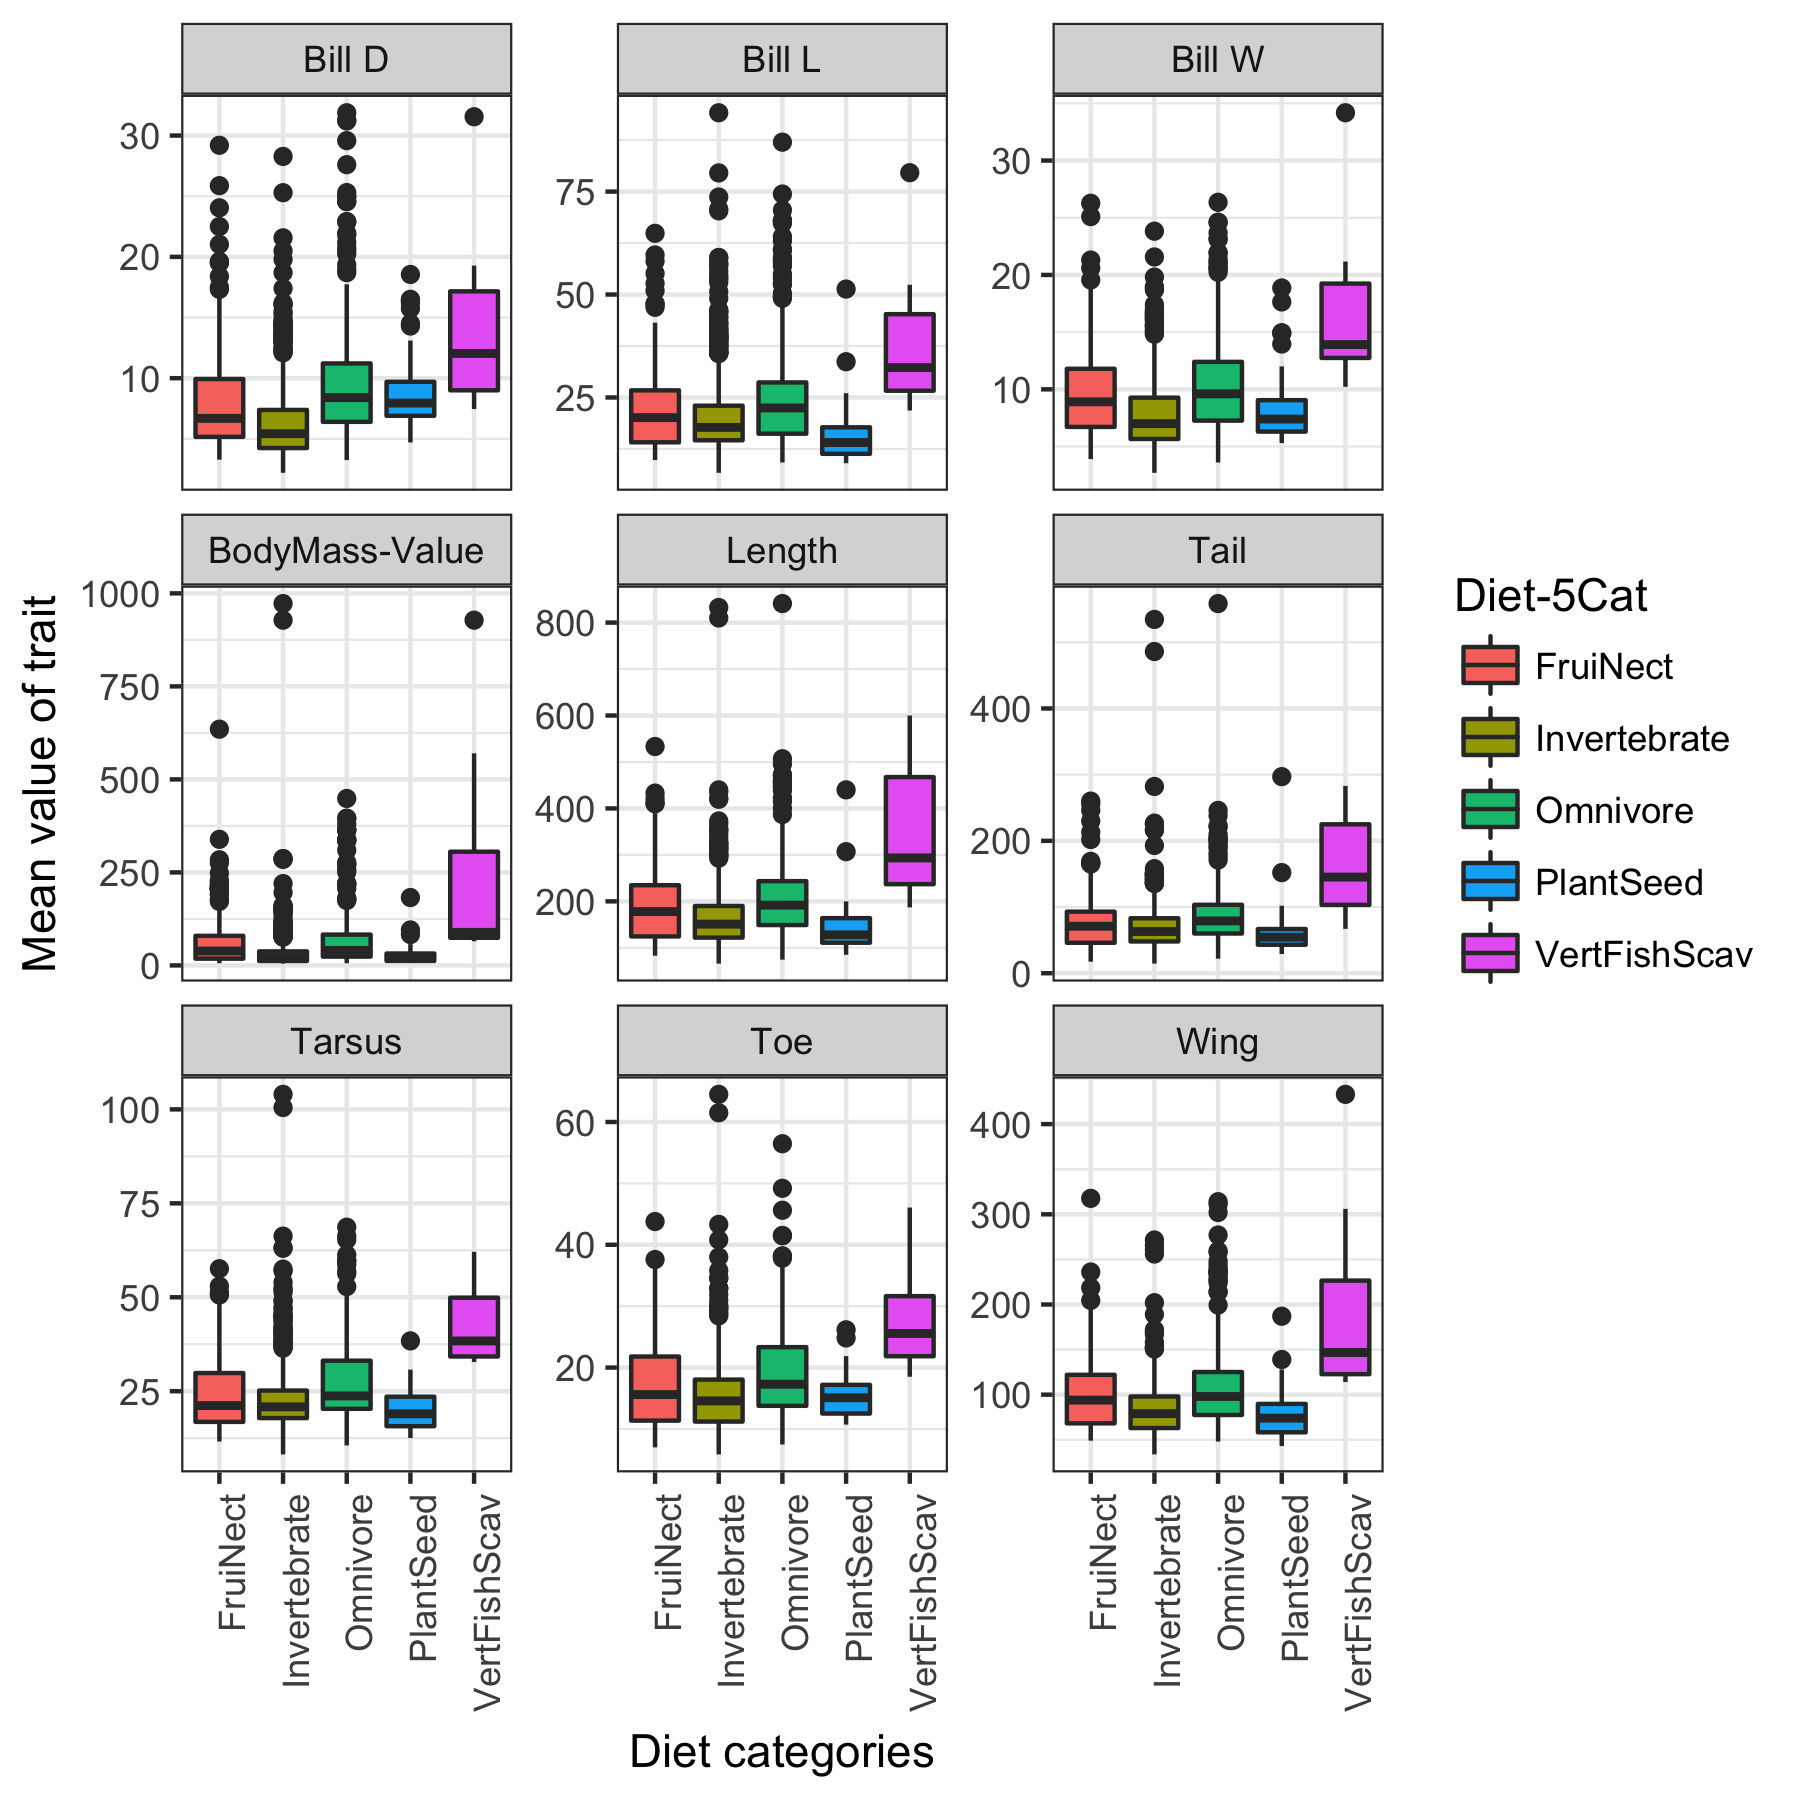 Bill D
Bill L
Bill W
30
20
10
75
50
25
30
20
10
BodyMass-Value
Length
Tail
1000
750
500
250
0
800
600
400
200
400
200
0
Tarsus
Toe
Wing
100
75
50
25
60
40
20
400
300
200
100
FruiNect
Invertebrate
Omnivore
PlantSeed
VertFishScav
FruiNect
Invertebrate
Omnivore
PlantSeed
VertFishScav
FruiNect
Invertebrate
Omnivore
PlantSeed
VertFishScav
Mean value of trait
Diet categories
Diet-5Cat
FruiNect
Invertebrate
Omnivore
PlantSeed
VertFishScav